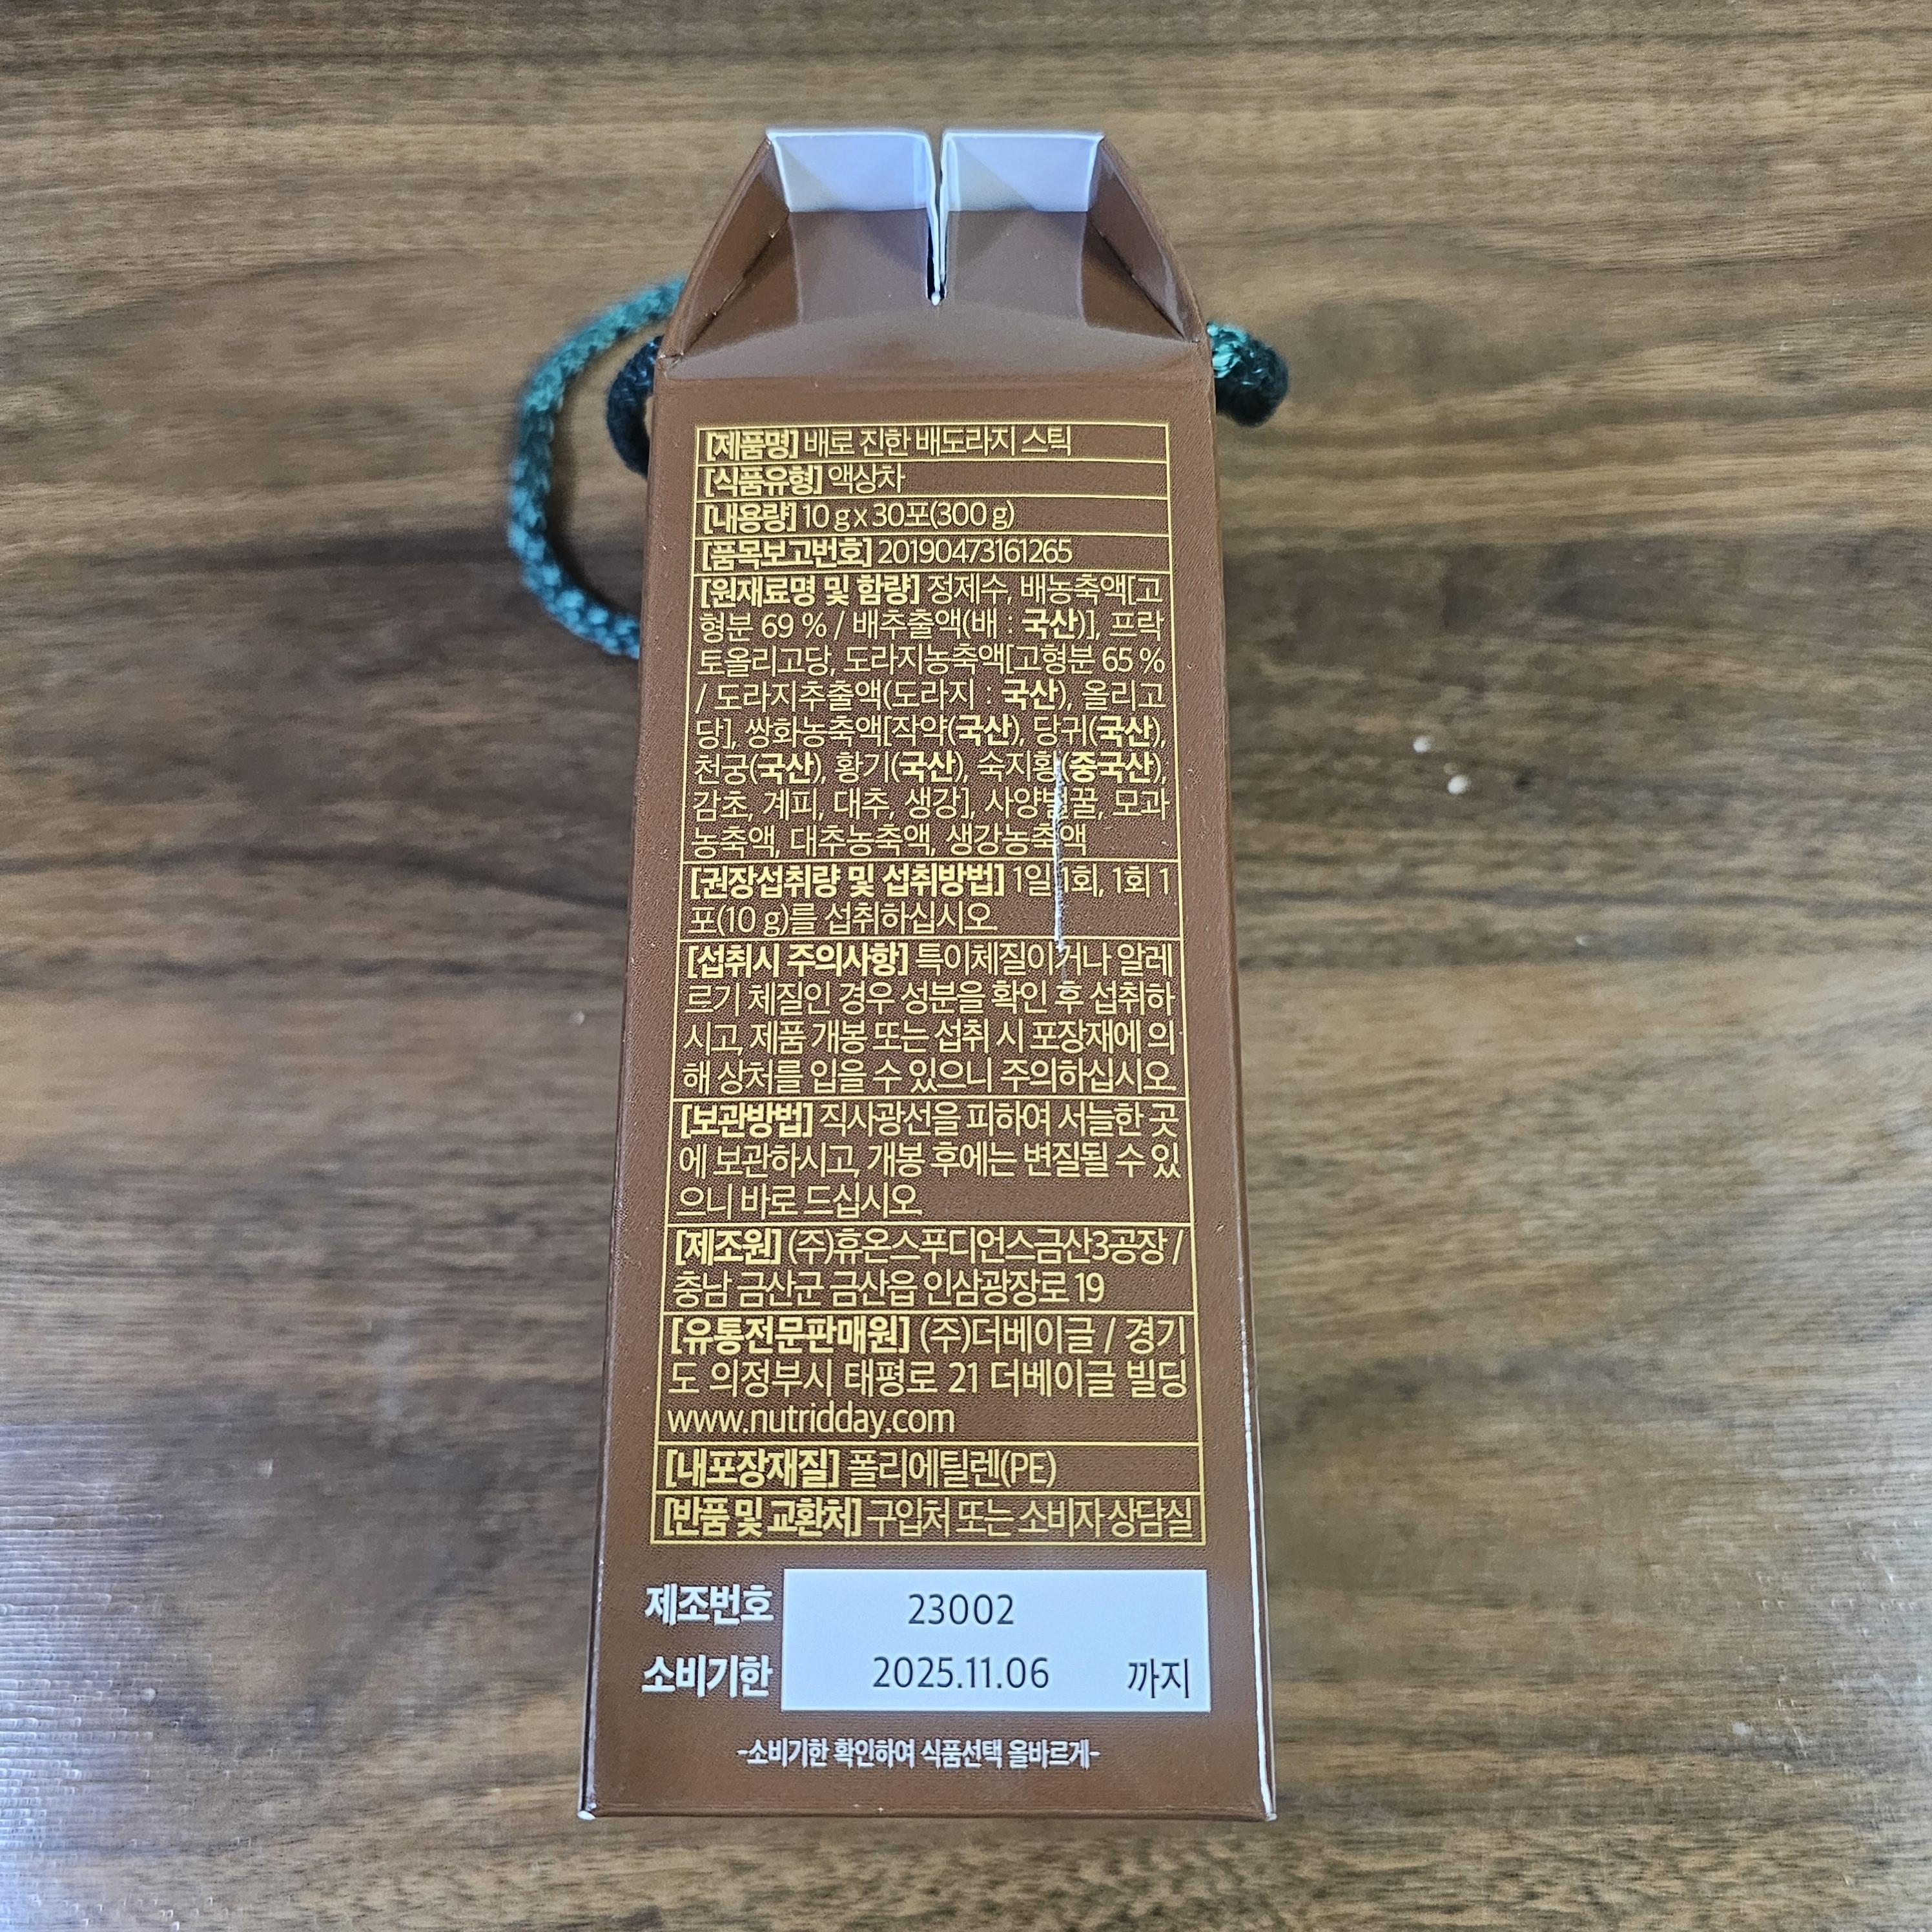 [제품명] 배로 진한 배도라지 스틱
[식품유형] 액상차
[내용량] 10 g x 30포(300 g)
[품목보고번호] 20190473161265
[원재료명 및 함량] 정제수, 배농축액[고
형분 69 % / 배추출액(배 : 국산)], 프락
토올리고당, 도라지농축액[고형분 65 %
/ 도라지추출액(도라지 : 국산), 올리고
당], 쌍화농축액[작약(국산), 당귀(국산),
천궁(국산), 황기(국산), 숙지황(중국산),
감초, 계피, 대추, 생강], 사양벌꿀, 모과
농축액, 대추농축액, 생강농축액
[권장섭취량 및 섭취방법] 1일 1회, 1회 1
포(10 g)를 섭취하십시오.
[섭취시 주의사항] 특이체질이거나 알레
르기 체질인 경우 성분을 확인 후 섭취하
시고, 제품 개봉 또는 섭취 시 포장재에 의
해 상처를 입을 수 있으니 주의하십시오.
[보관방법] 직사광선을 피하여 서늘한 곳
에 보관하시고, 개봉 후에는 변질될 수 있
으니 바로 드십시오.
[제조원] (주)휴온스푸디언스금산3공장 /
충남 금산군 금산읍 인삼광장로 19
[유통전문판매원] (주)더베이글 / 경기
도 의정부시 태평로 21 더베이글 빌딩
www.nutridday.com
[내포장재질] 폴리에틸렌(PE)
[반품 및 교환처] 구입처 또는 소비자 상담실
제조번호 23002
소비기한 2025.11.06 까지
-소비기한 확인하여 식품선택 올바르게-